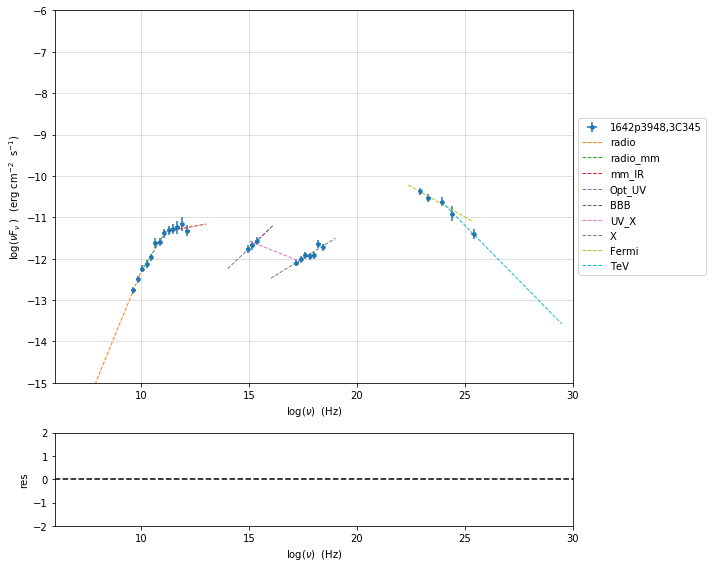 −6
−7
−8
−9
−10
−11
−12
−13
−14
−15
log(νFν )  (erg cm⁻²  s⁻¹)
10
15
20
25
30
log(ν)  (Hz)
1642p3948,3C345
radio
radio_mm
mm_IR
Opt_UV
BBB
UV_X
X
Fermi
TeV
2
1
0
−1
−2
res
10
15
20
25
30
log(ν)  (Hz)